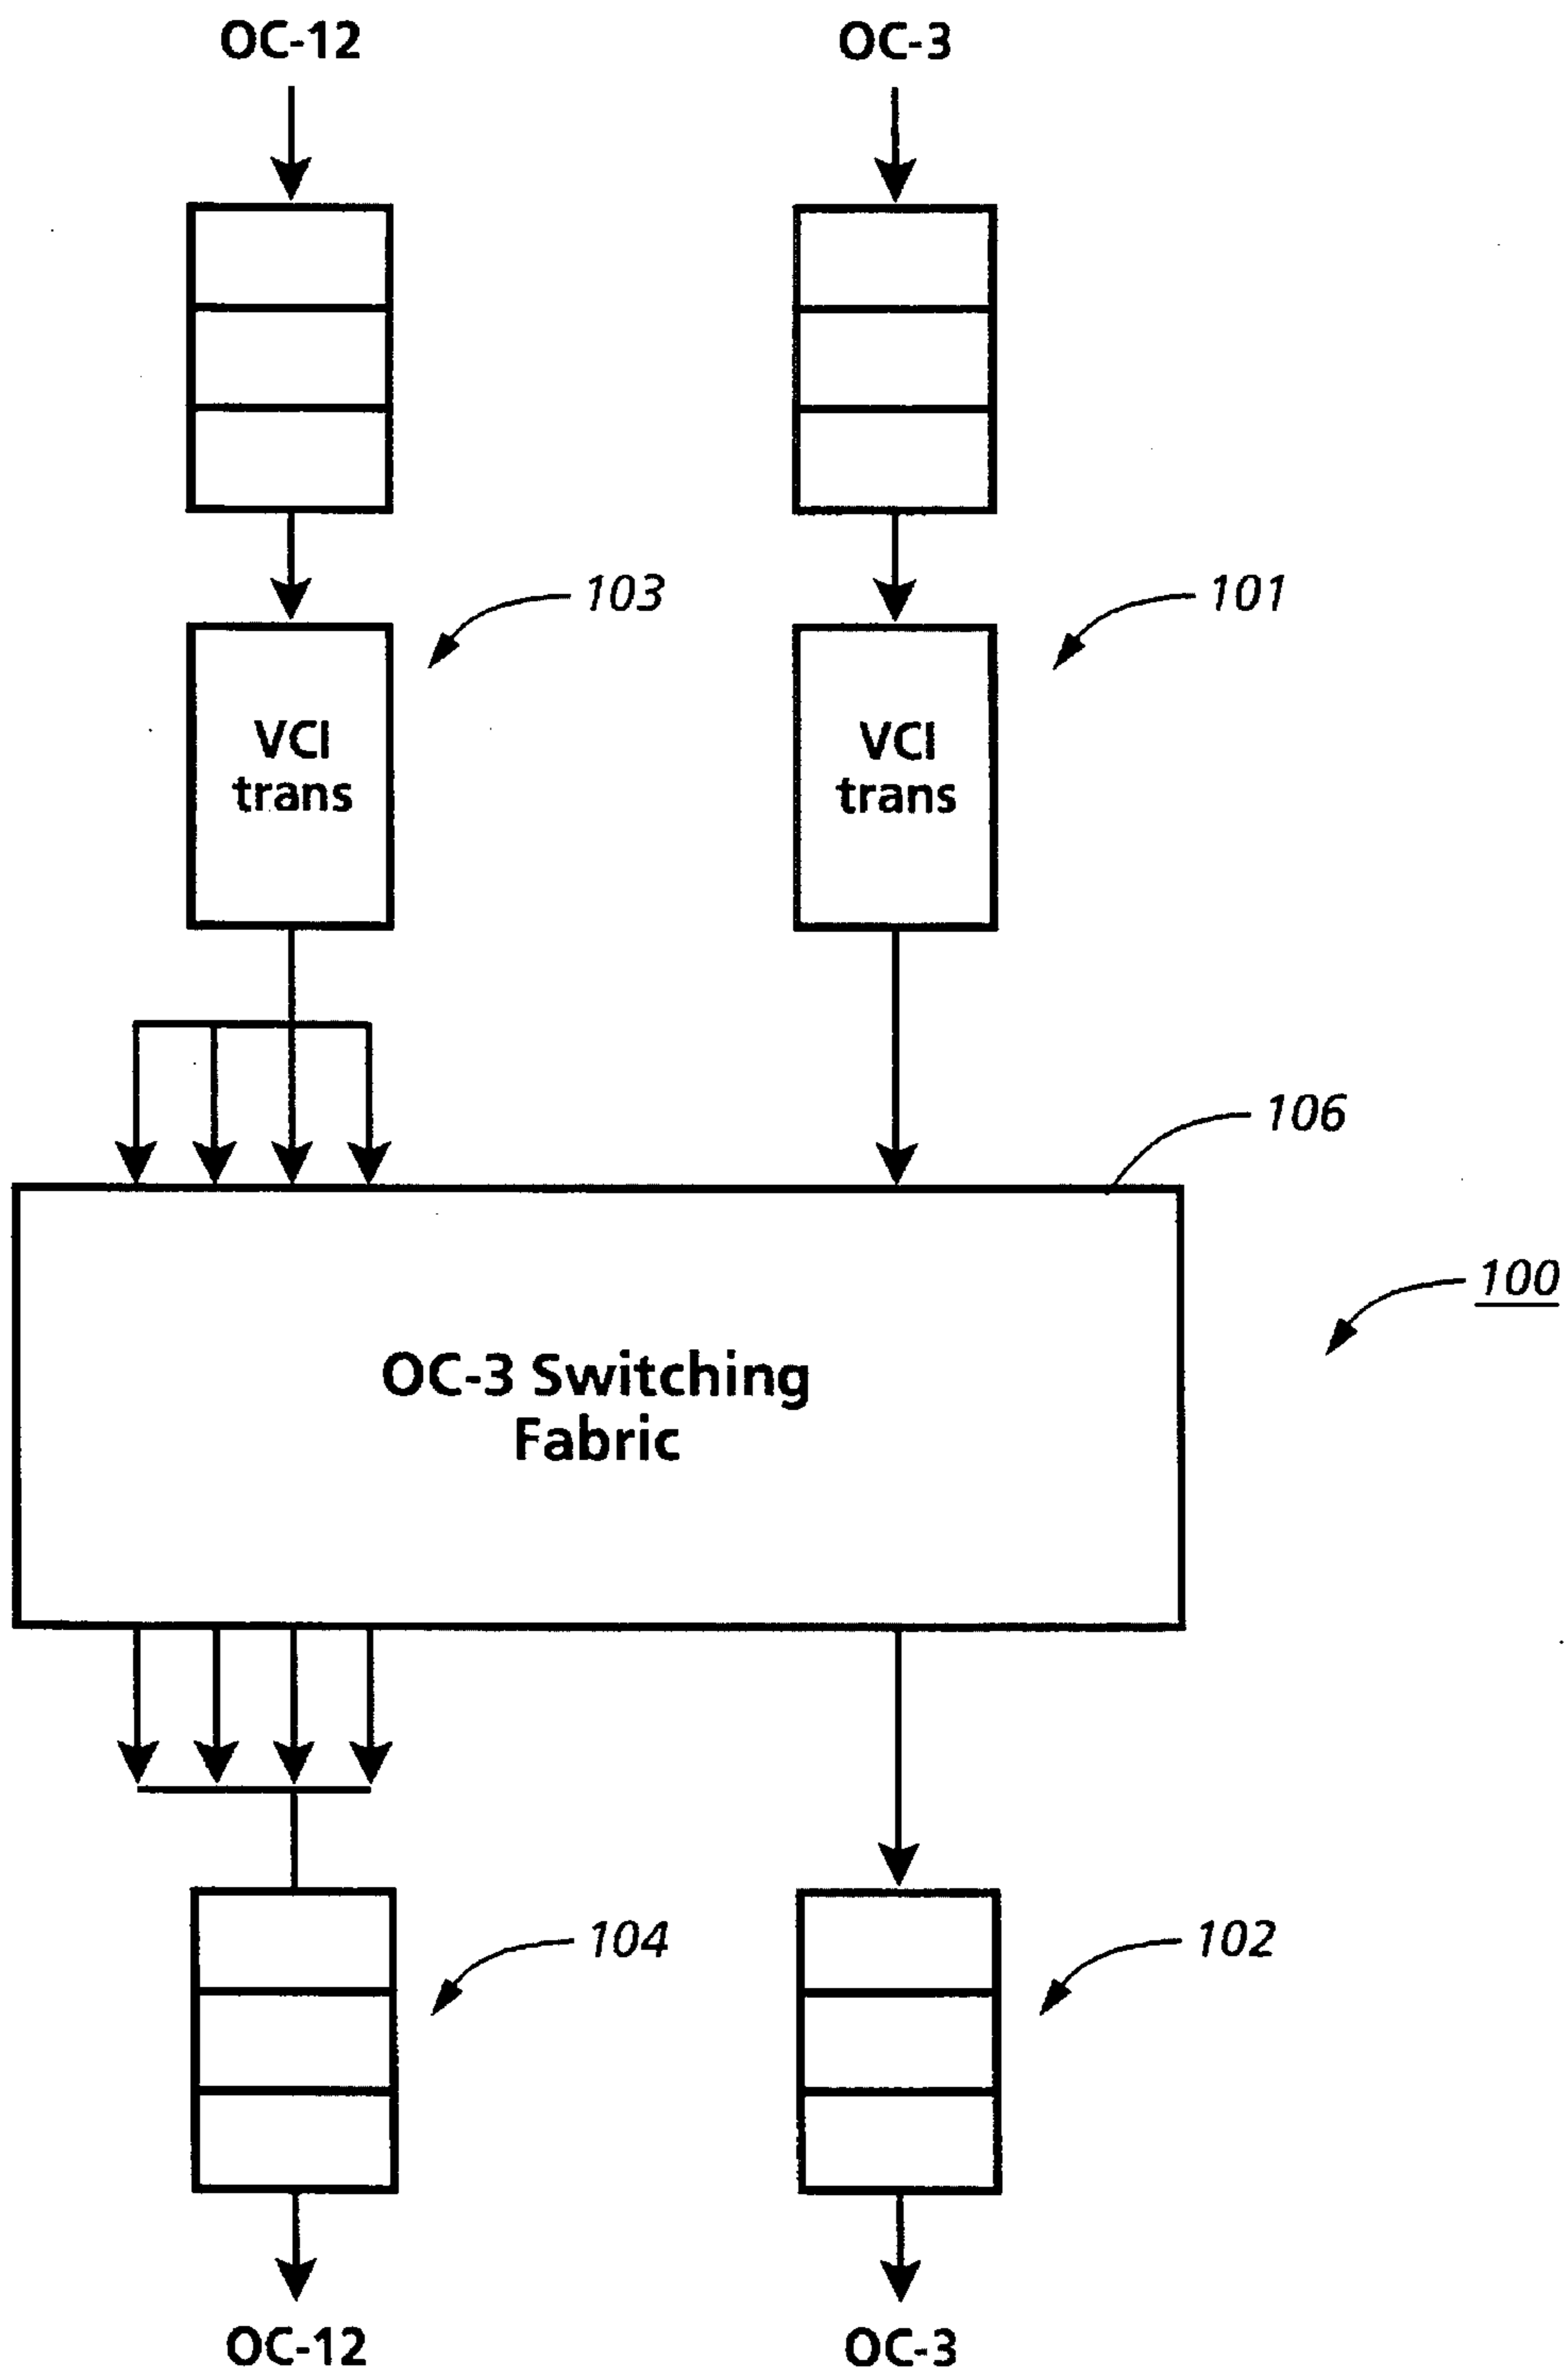 OC-12
OC-3
103
101
VCI
trans
VCI
trans
106
100
OC-3 Switching
Fabric
104
102
OC-12
OC-3